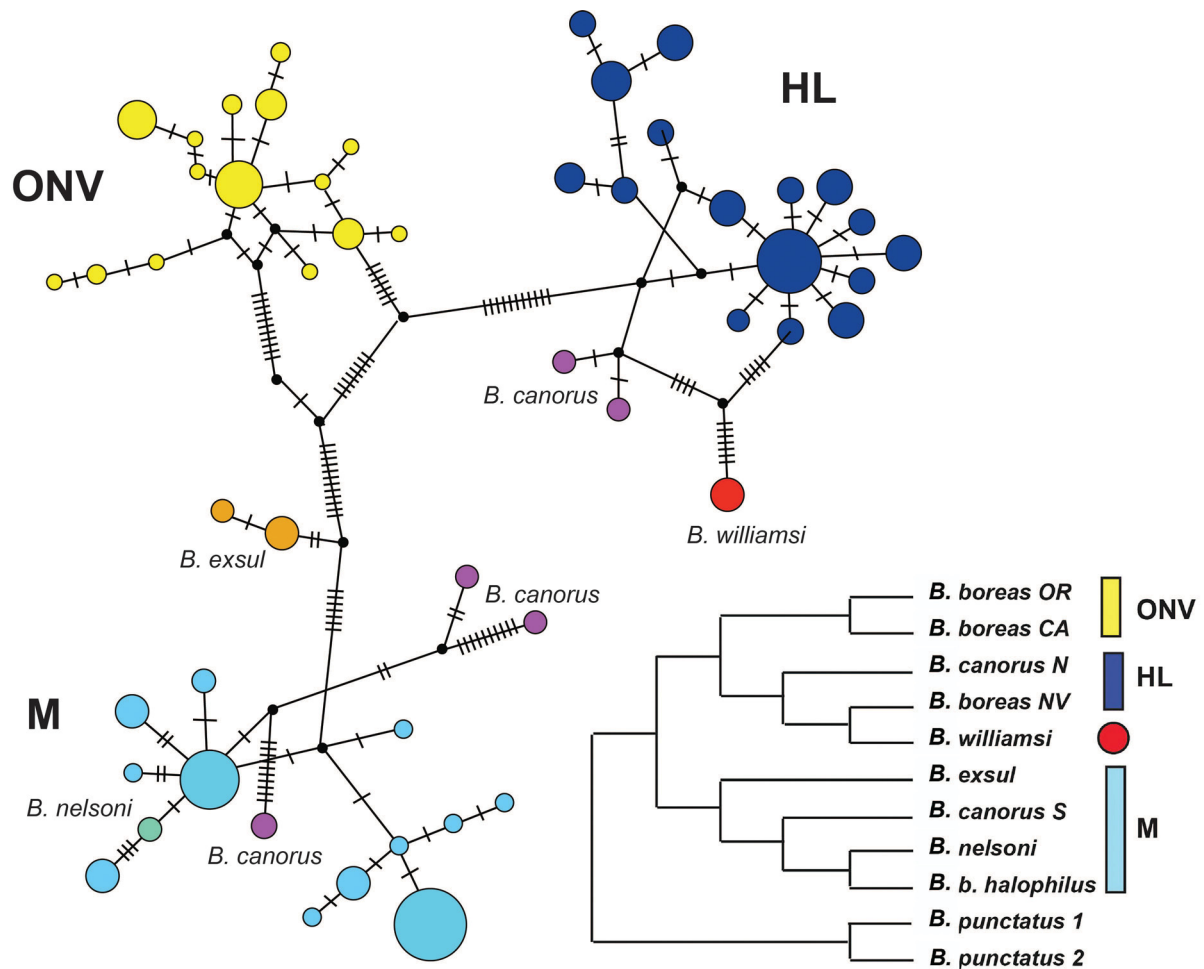 HL
ONV
B. canorus
B. williamsi
B. exsul
B. canorus
M
B. nelsoni
B. canorus
B. boreas OR
B. boreas CA
B. canorus N
B. boreas NV
B. williamsi
B. exsul
B. canorus S
B. nelsoni
B. b. halophilus
B. punctatus 1
B. punctatus 2
ONV
HL
M